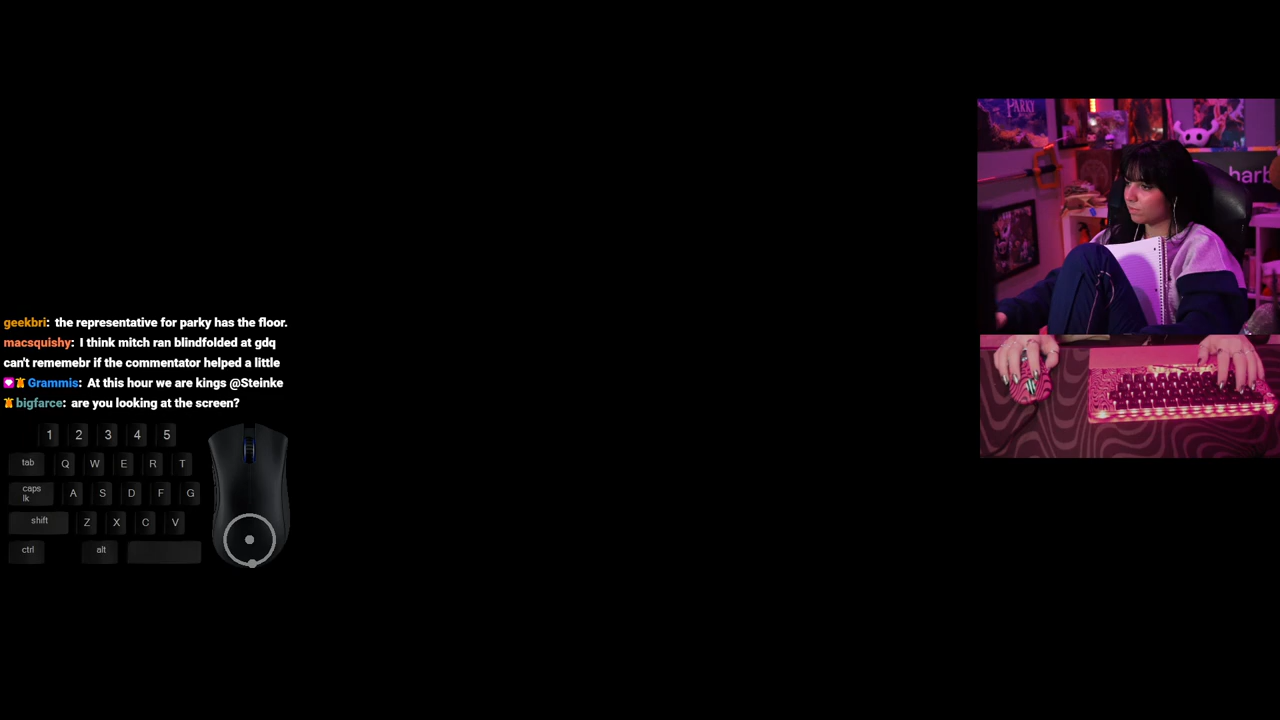 PARKY
harb
geekbri: the representative for parky has the floor.
macsquishy: I think mitch ran blindfolded at gdq
can't rememebr if the commentator helped a little
Grammis: At this hour we are kings @Steinke
bigfarce: are you looking at the screen?
1 2 3 4 5
tab Q W E R T
caps
lk A S D F G
shift Z X C V
ctrl alt